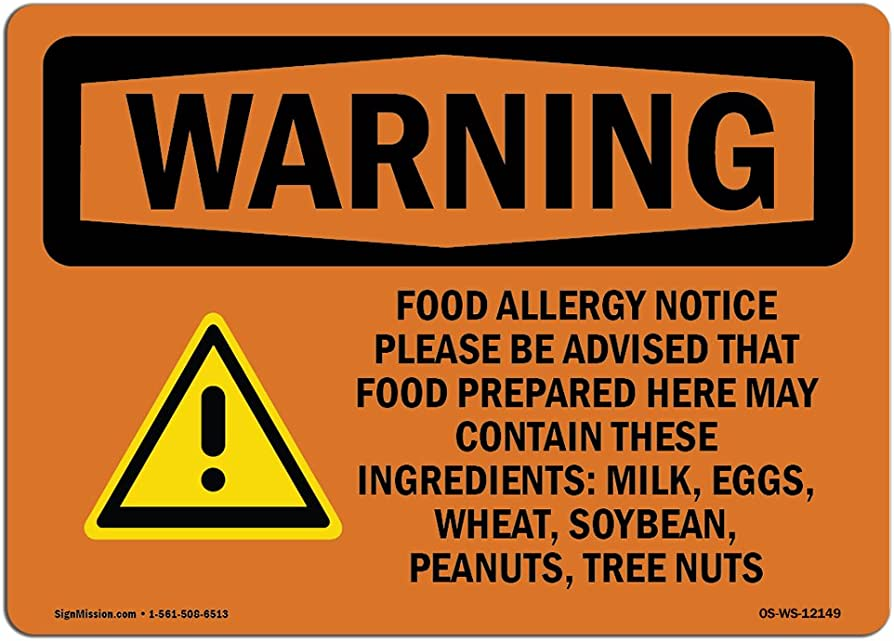 WARNING
FOOD ALLERGY NOTICE
PLEASE BE ADVISED THAT
FOOD PREPARED HERE MAY
CONTAIN THESE
INGREDIENTS: MILK, EGGS,
WHEAT, SOYBEAN,
PEANUTS, TREE NUTS
SignMission.com • 1-561-508-6513
OS-WS-12149